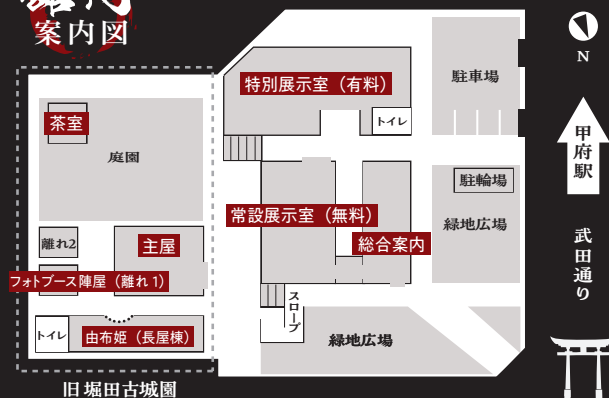 案内図
特別展示室（有料）
トイレ
駐車場
N
甲府駅
武田通り
茶室
庭園
離れ2
主屋
フォトブース陣屋（離れ1）
トイレ
由布姫（長屋棟）
旧堀田古城園
常設展示室（無料）
総合案内
駐輪場
緑地広場
スロープ
緑地広場